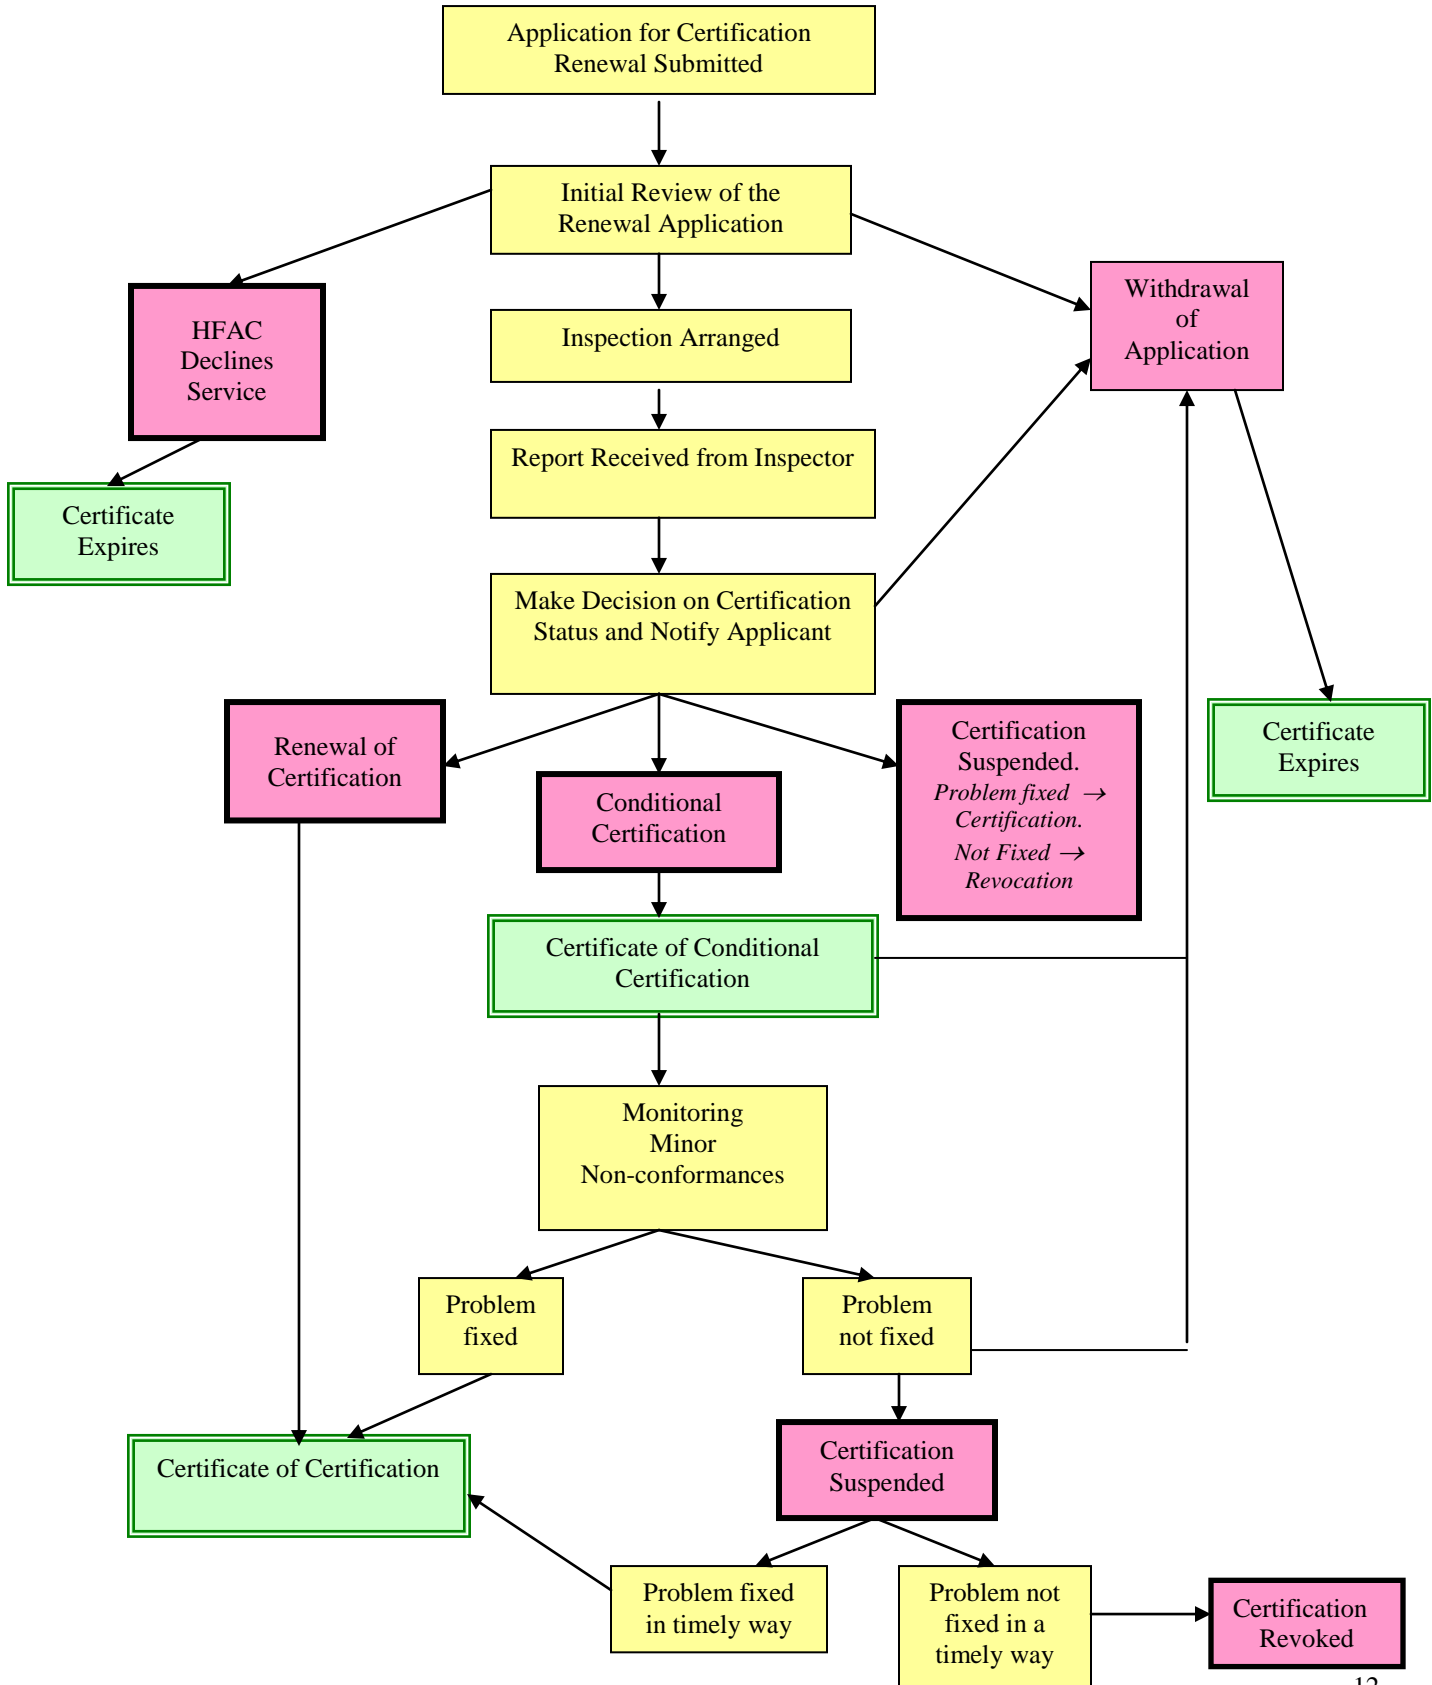 Application for Certification
Renewal Submitted
Initial Review of the
Renewal Application
Withdrawal
of
Application
HFAC
Declines
Service
Inspection Arranged
Report Received from Inspector
Certificate
Expires
Make Decision on Certification
Status and Notify Applicant
Renewal of
Certification
Conditional
Certification
Certification
Suspended.
Problem fixed →
Certification.
Not Fixed →
Revocation
Certificate
Expires
Certificate of Conditional
Certification
Monitoring
Minor
Non-conformances
Problem
fixed
Problem
not fixed
Certificate of Certification
Certification
Suspended
Problem fixed
in timely way
Problem not
fixed in a
timely way
Certification
Revoked